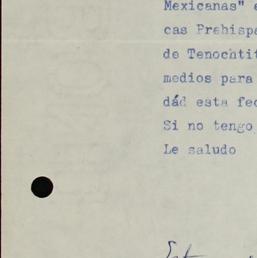 Mexicanas" e
cas Prehispa
de Tenochtit
medios para
dád esta fec
Si no tengo
Le saludo